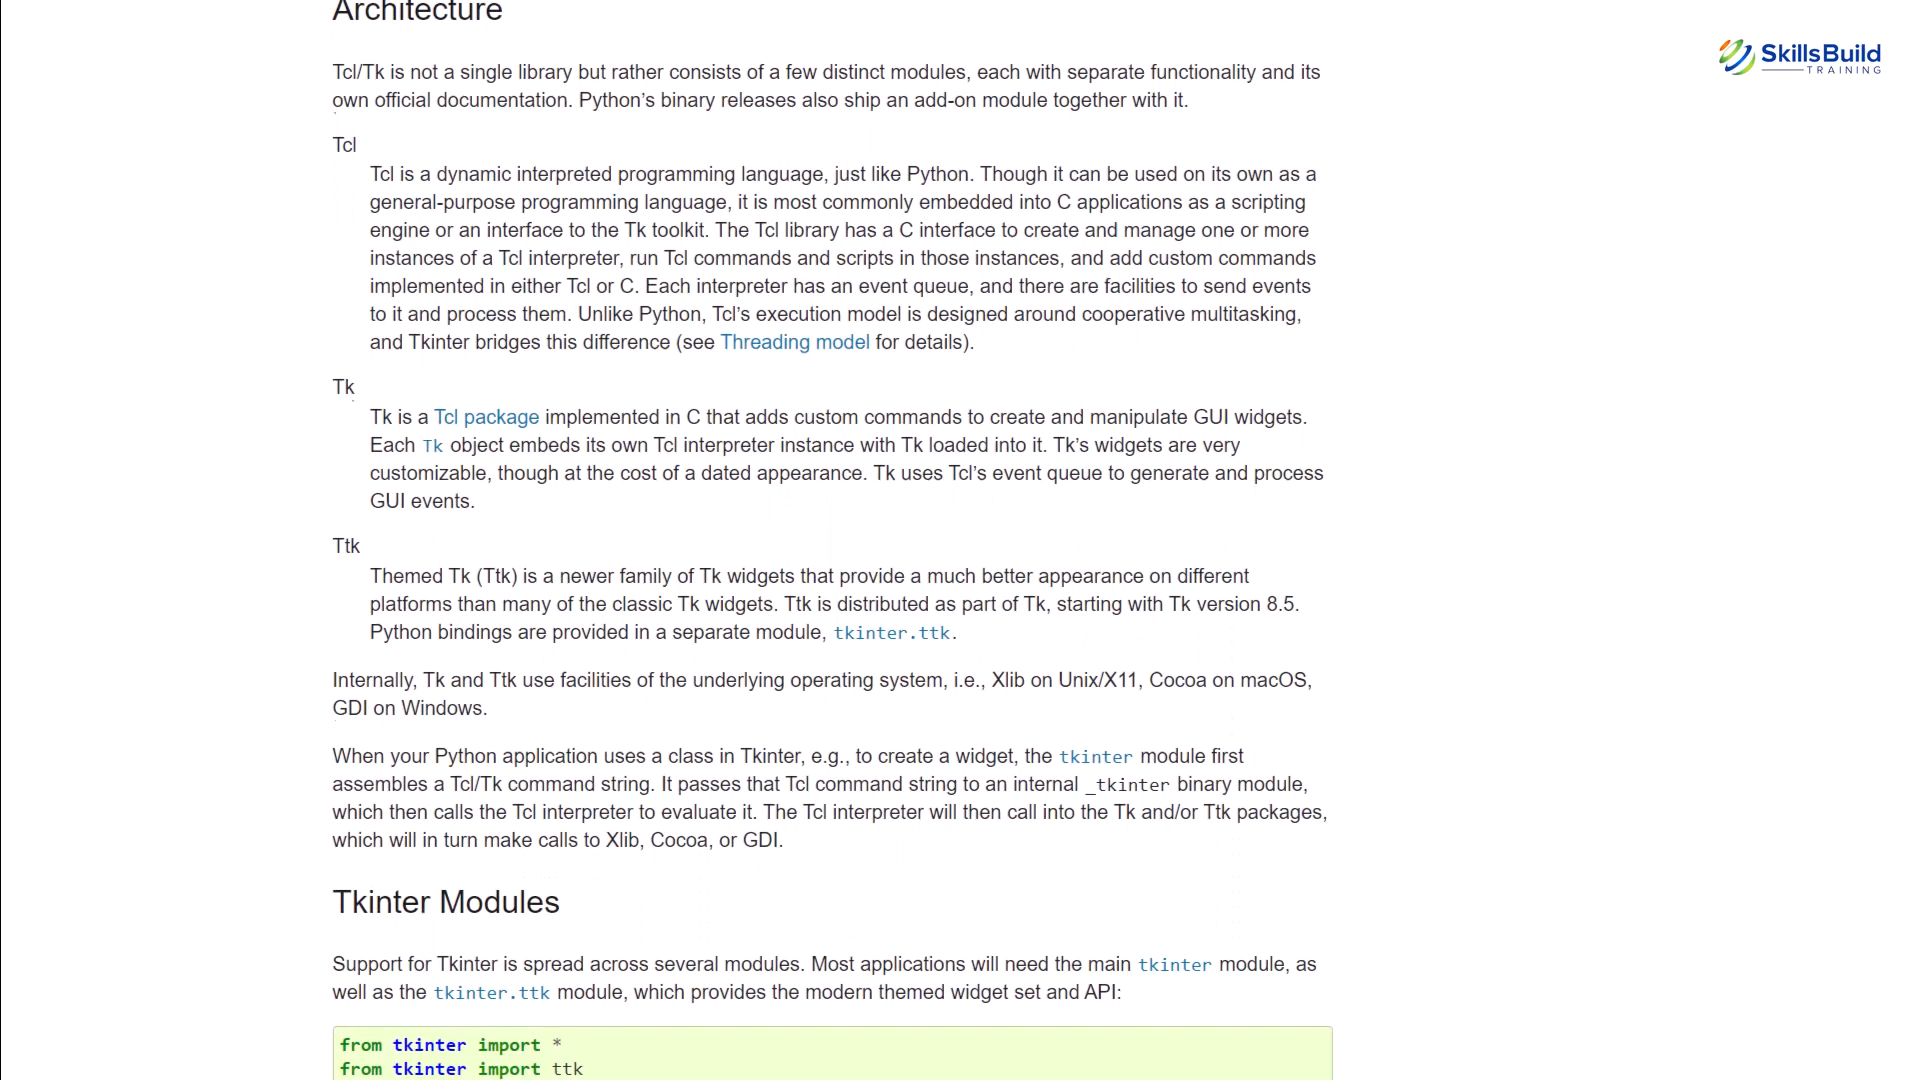 Architecture
SkillsBuild
TRAINING
Tcl/Tk is not a single library but rather consists of a few distinct modules, each with separate functionality and its
own official documentation. Python’s binary releases also ship an add-on module together with it.
Tcl
Tcl is a dynamic interpreted programming language, just like Python. Though it can be used on its own as a
general-purpose programming language, it is most commonly embedded into C applications as a scripting
engine or an interface to the Tk toolkit. The Tcl library has a C interface to create and manage one or more
instances of a Tcl interpreter, run Tcl commands and scripts in those instances, and add custom commands
implemented in either Tcl or C. Each interpreter has an event queue, and there are facilities to send events
to it and process them. Unlike Python, Tcl’s execution model is designed around cooperative multitasking,
and Tkinter bridges this difference (see Threading model for details).
Tk
Tk is a Tcl package implemented in C that adds custom commands to create and manipulate GUI widgets.
Each Tk object embeds its own Tcl interpreter instance with Tk loaded into it. Tk’s widgets are very
customizable, though at the cost of a dated appearance. Tk uses Tcl’s event queue to generate and process
GUI events.
Ttk
Themed Tk (Ttk) is a newer family of Tk widgets that provide a much better appearance on different
platforms than many of the classic Tk widgets. Ttk is distributed as part of Tk, starting with Tk version 8.5.
Python bindings are provided in a separate module, tkinter.ttk.
Internally, Tk and Ttk use facilities of the underlying operating system, i.e., Xlib on Unix/X11, Cocoa on macOS,
GDI on Windows.
When your Python application uses a class in Tkinter, e.g., to create a widget, the tkinter module first
assembles a Tcl/Tk command string. It passes that Tcl command string to an internal _tkinter binary module,
which then calls the Tcl interpreter to evaluate it. The Tcl interpreter will then call into the Tk and/or Ttk packages,
which will in turn make calls to Xlib, Cocoa, or GDI.
Tkinter Modules
Support for Tkinter is spread across several modules. Most applications will need the main tkinter module, as
well as the tkinter.ttk module, which provides the modern themed widget set and API:
from tkinter import *
from tkinter import ttk